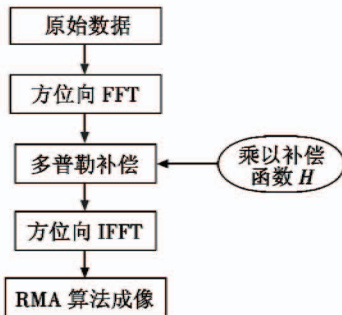 原始数据
方位向 FFT
多普勒补偿
乘以补偿
函数 H
方位向 IFFT
RMA 算法成像